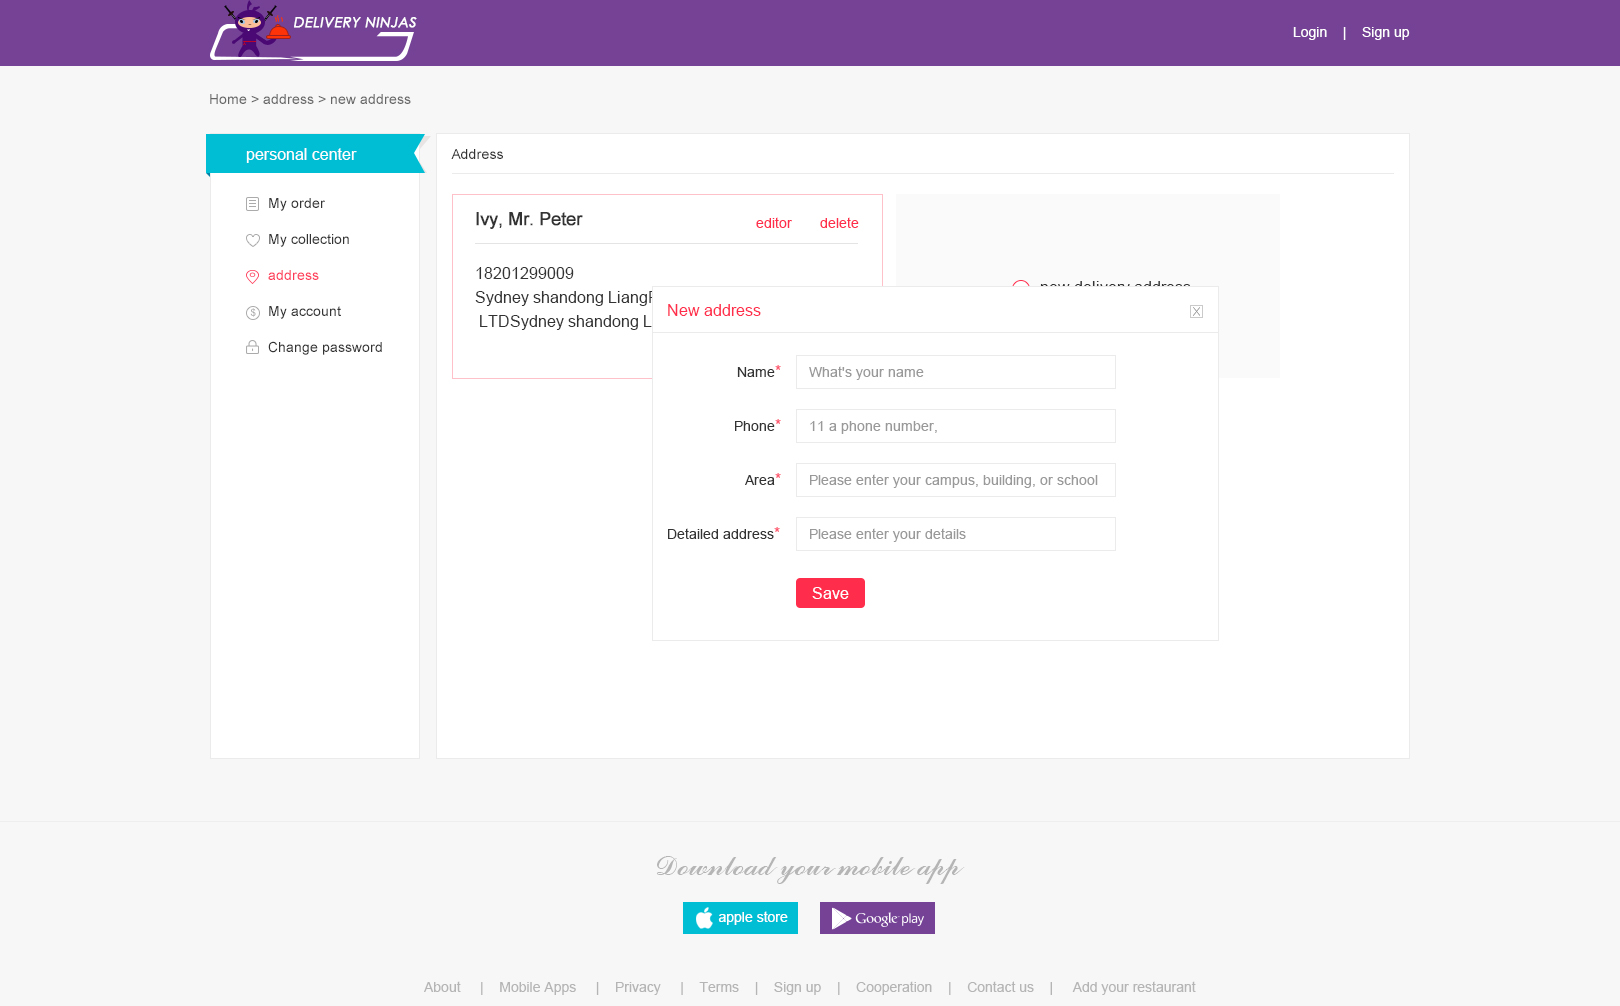 DELIVERY NINJAS
Login | Sign up
Home > address > new address
personal center
My order
My collection
address
My account
Change password
Address
Ivy, Mr. Peter
editor delete
18201299009
Sydney shandong Liang
LTDSydney shandong L
new delivery address
New address
Name*
What's your name
Phone*
11 a phone number,
Area*
Please enter your campus, building, or school
Detailed address*
Please enter your details
Save
Download your mobile app
apple store
Google play
About | Mobile Apps | Privacy | Terms | Sign up | Cooperation | Contact us | Add your restaurant